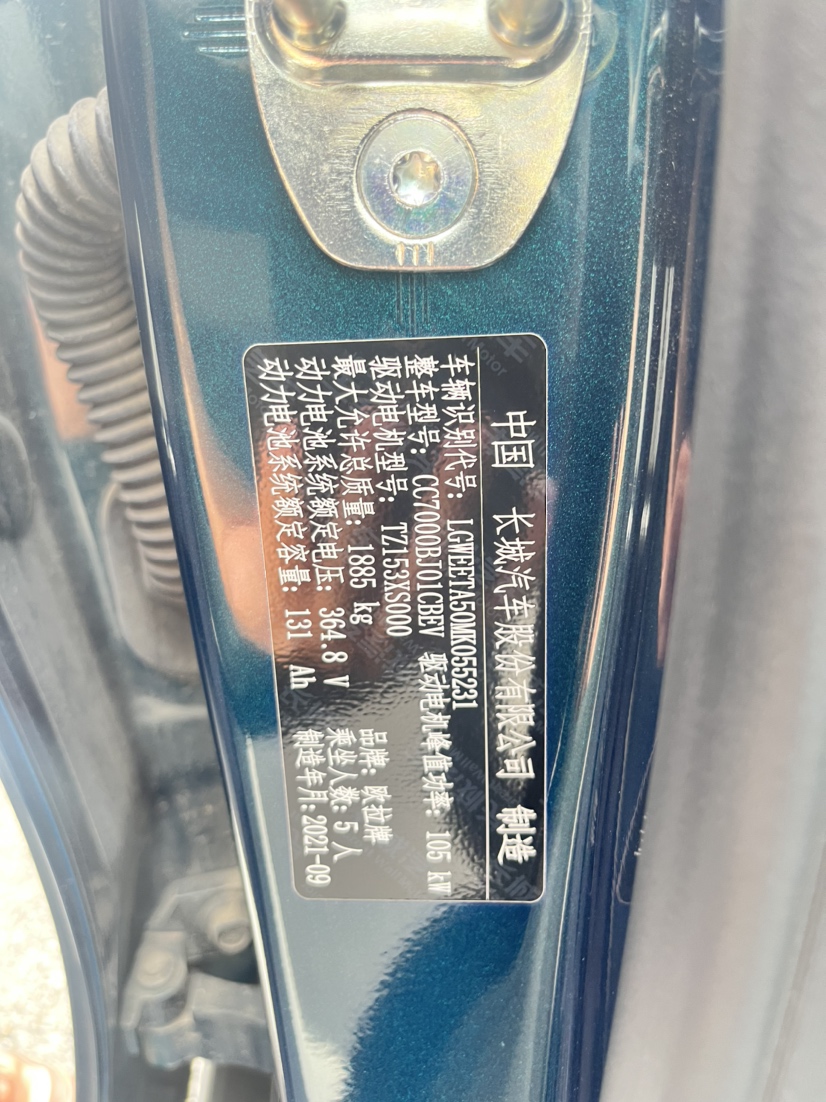 中国 长城汽车股份有限公司 制造
车辆识别代号: LGWEETA50MK055231
整车型号: CC7000BJ01CBEV 驱动电机峰值功率: 105 kW
驱动电机型号: TZ153XS000 品牌: 欧拉牌
最大允许总质量: 1885 kg 乘坐人数: 5 人
动力电池系统额定电压: 364.8 V 制造年月: 2021-09
动力电池系统额定容量: 131 Ah